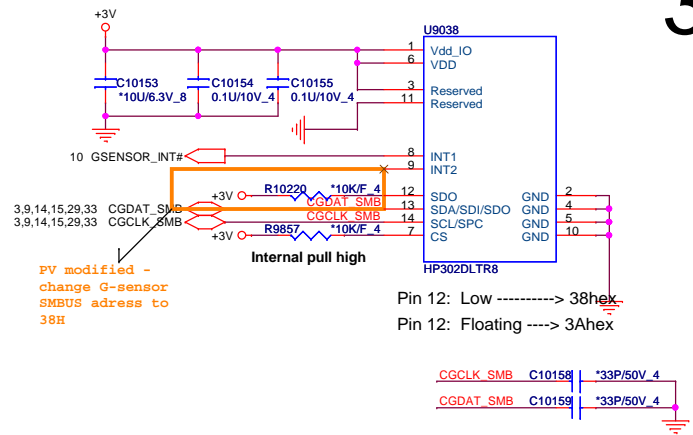 +3V
U9038
5
1 Vdd_IO
6 VDD
C10153
*10U/6.3V_8
C10154
0.1U/10V_4
C10155
0.1U/10V_4
3 Reserved
11 Reserved
10 GSENSOR_INT#
8 INT1
9 INT2
+3V R10220 *10K/F_4 12 SDO GND 2
3,9,14,15,29,33 CGDAT_SMB CGDAT_SMB 13 SDA/SDI/SDO GND 4
3,9,14,15,29,33 CGCLK_SMB CGCLK_SMB 14 SCL/SPC GND 5
+3V R9857 *10K/F_4 7 CS GND 10
Internal pull high
HP302DLTR8
PV modified -
change G-sensor
SMBUS adress to
38H
Pin 12: Low ----------> 38hex
Pin 12: Floating ----> 3Ahex
CGCLK_SMB C10158 *33P/50V_4
CGDAT_SMB C10159 *33P/50V_4